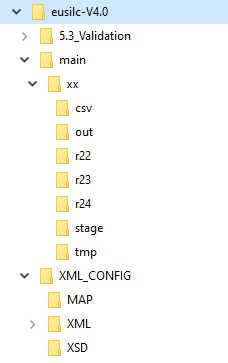 eusilc-V4.0
5.3_Validation
main
xx
csv
out
r22
r23
r24
stage
tmp
XML_CONFIG
MAP
XML
XSD